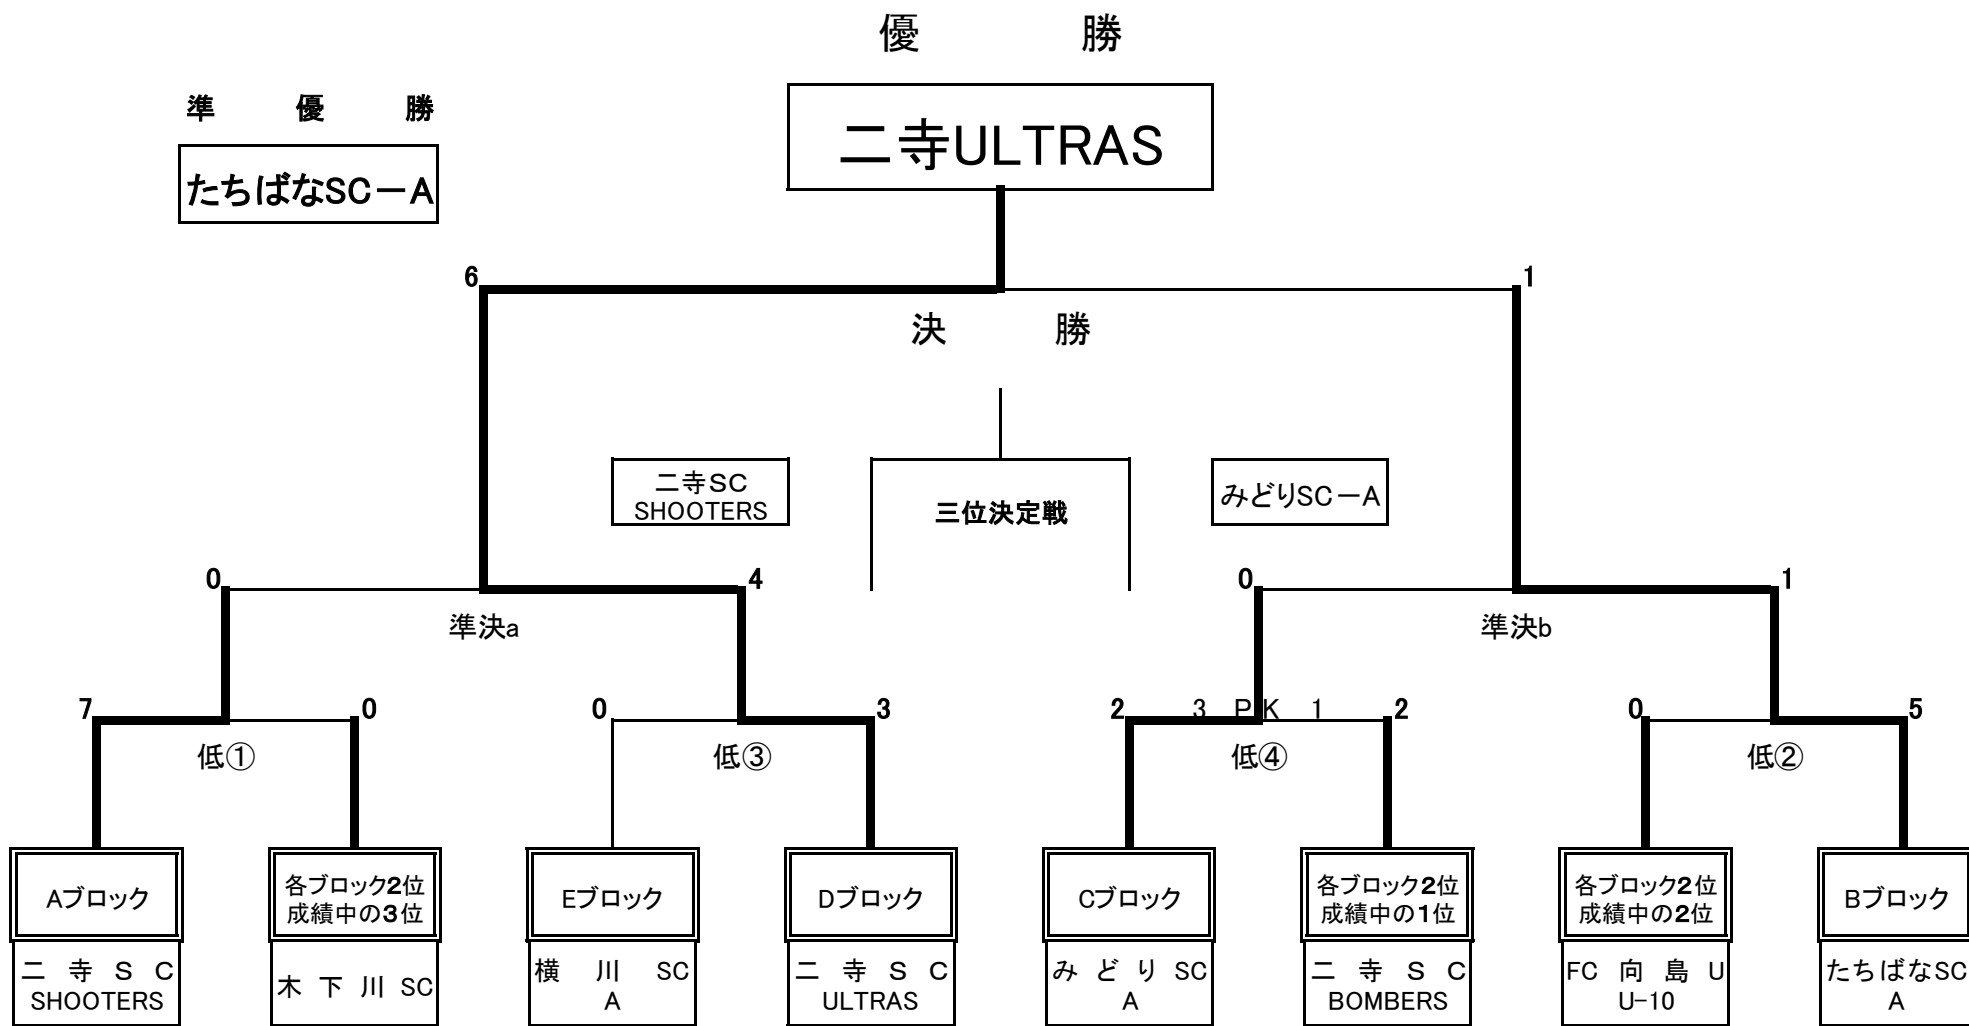 優 勝
準 優 勝
二寺ULTRAS
たちばなSC－A
6
1
決 勝
二寺SC
SHOOTERS
三位決定戦
みどりSC－A
0
4
0
1
準決a
準決b
7
0
0
3
2
3 PK 1
2
0
5
低①
低③
低④
低②
Aブロック
各ブロック2位
成績中の3位
Eブロック
Dブロック
Cブロック
各ブロック2位
成績中の1位
各ブロック2位
成績中の2位
Bブロック
二 寺 S C
SHOOTERS
木 下 川 SC
横 川 SC
A
二 寺 S C
ULTRAS
み ど り SC
A
二 寺 S C
BOMBERS
FC 向 島 U
U-10
たちばなSC
A